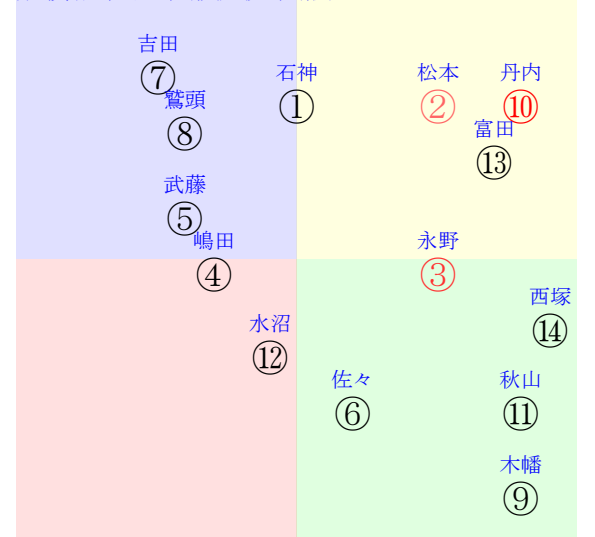 吉田
⑦
石神
①
松本
②
丹内
⑩
鷲頭
⑧
富田
⑬
武藤
⑤
嶋田
④
永野
③
西塚
⑭
水沼
⑫
佐々
⑥
秋山
⑪
木幡
⑨